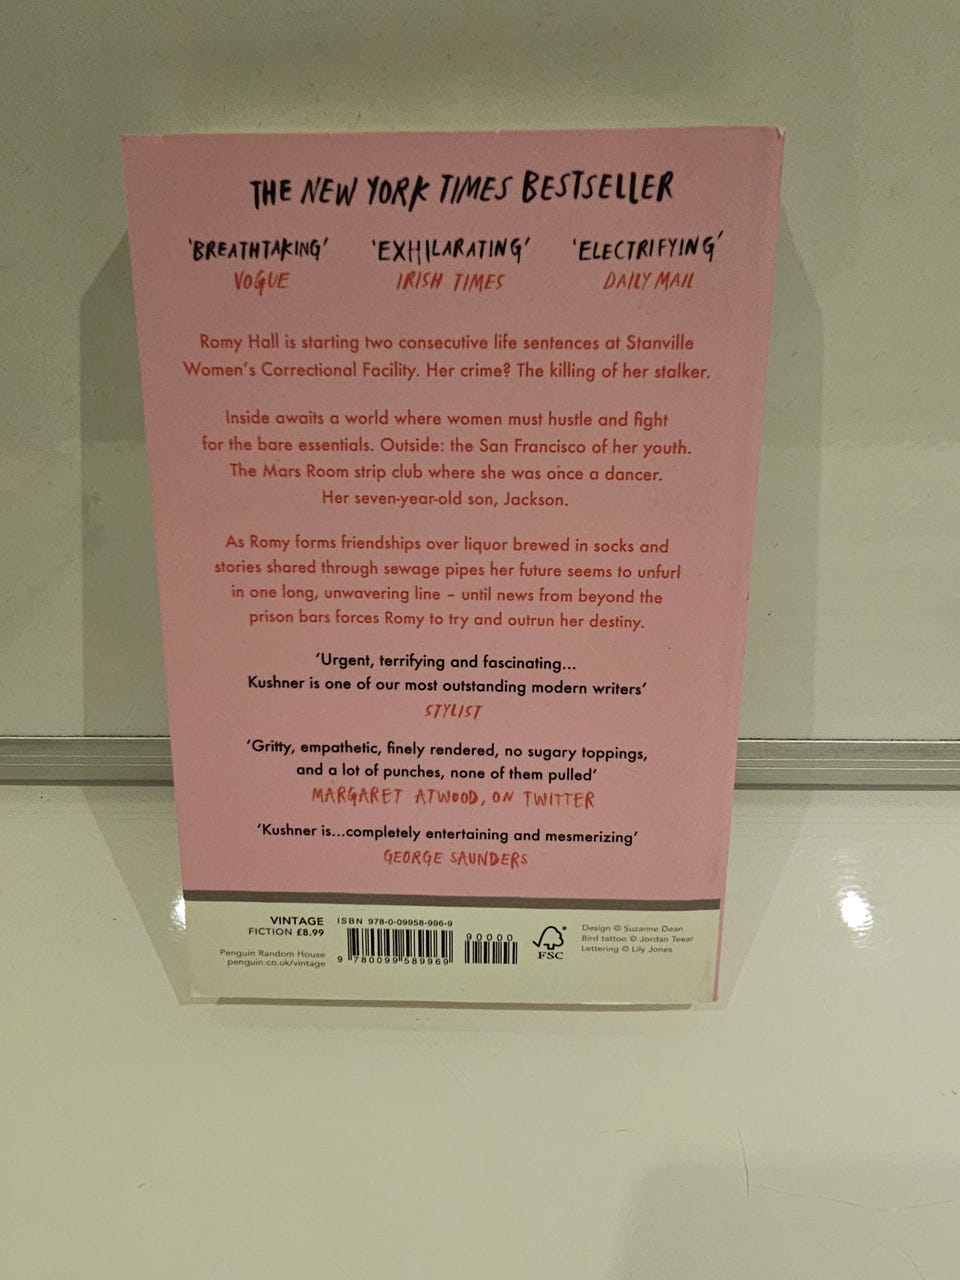 THE NEW YORK TIMES BESTSELLER
'BREATHTAKING' 'EXHILARATING' 'ELECTRIFYING'
VOGUE IRISH TIMES DAILY MAIL
Romy Hall is starting two consecutive life sentences at Stanville
Women's Correctional Facility. Her crime? The killing of her stalker.
Inside awaits a world where women must hustle and fight
for the bare essentials. Outside: the San Francisco of her youth.
The Mars Room strip club where she was once a dancer.
Her seven-year-old son, Jackson.
As Romy forms friendships over liquor brewed in socks and
stories shared through sewage pipes her future seems to unfurl
in one long, unwavering line – until news from beyond the
prison bars forces Romy to try and outrun her destiny.
'Urgent, terrifying and fascinating...
Kushner is one of our most outstanding modern writers'
STYLIST
'Gritty, empathetic, finely rendered, no sugary toppings,
and a lot of punches, none of them pulled'
MARGARET ATWOOD, ON TWITTER
'Kushner is...completely entertaining and mesmerizing'
GEORGE SAUNDERS
VINTAGE
FICTION £8.99
Penguin Random House
penguin.co.uk/vintage
ISBN 978-0-09958-996-9
90000
9 780099 589969
FSC
Design © Suzanne Dean
Bird tattoo © Jordan Teear
Lettering © Lily Jones